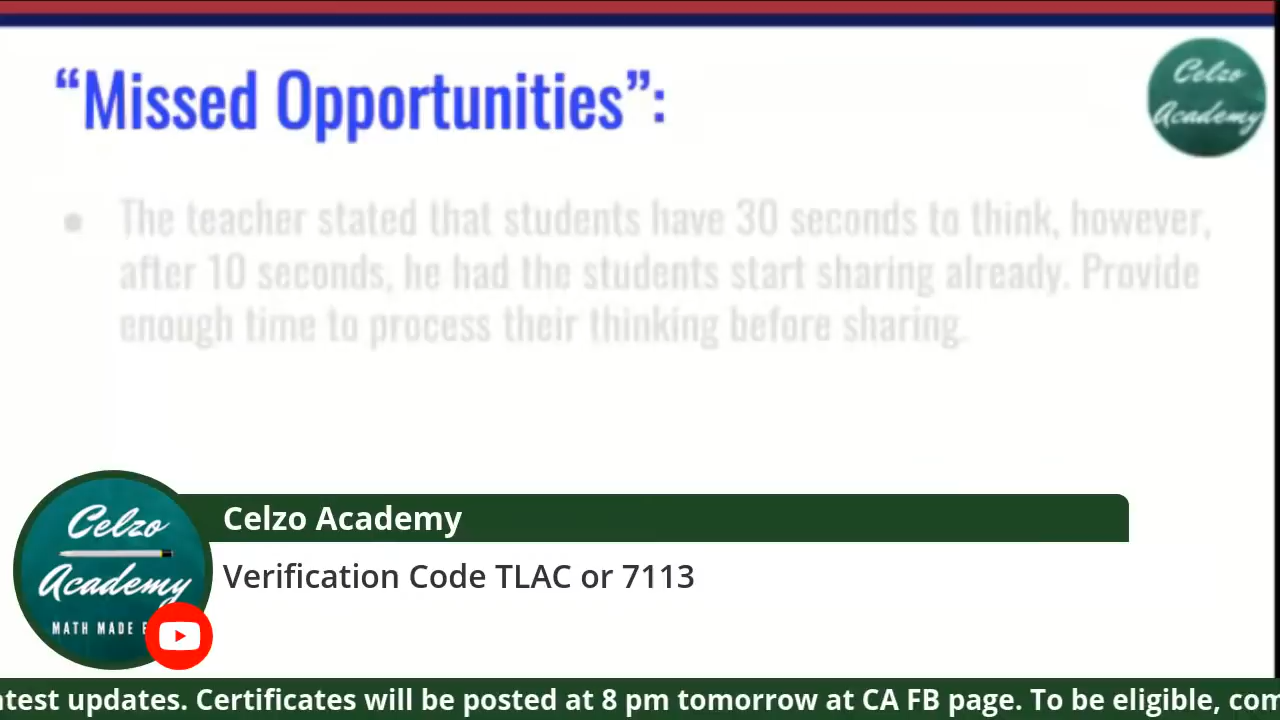 “Missed Opportunities”:
Celzo
Academy
• The teacher stated that students have 30 seconds to think, however,
after 10 seconds, he had the students start sharing already. Provide
enough time to process their thinking before sharing.
Celzo Academy
Verification Code TLAC or 7113
Celzo
Academy
MATH MADE E
test updates. Certificates will be posted at 8 pm tomorrow at CA FB page. To be eligible, com